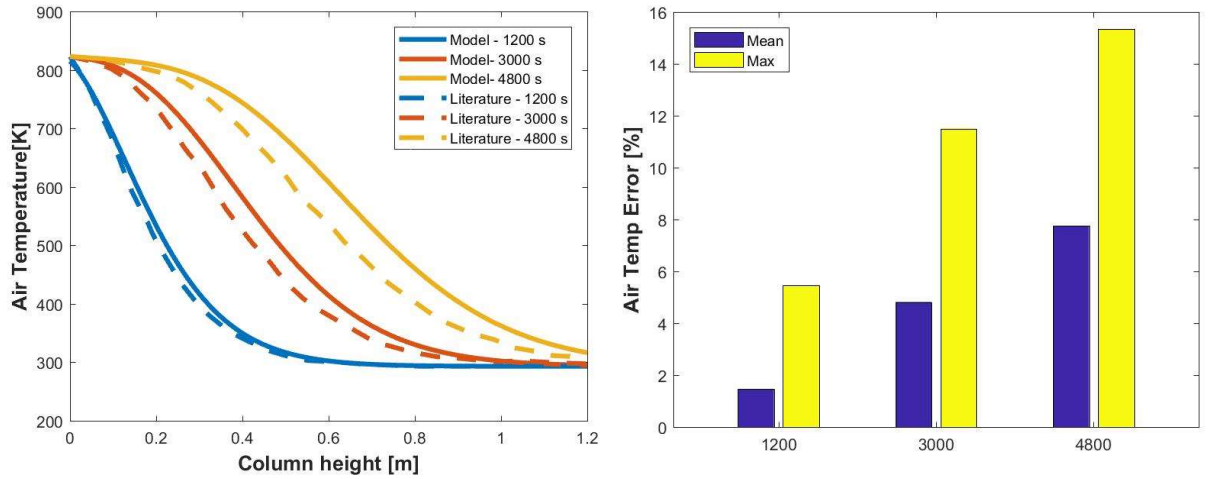 900
800
700
600
500
400
300
200
Air Temperature[K]
0
0.2
0.4
0.6
0.8
1
1.2
Column height [m]
Model - 1200 s
Model- 3000 s
Model- 4800 s
Literature - 1200 s
Literature - 3000 s
Literature - 4800 s
16
14
12
10
8
6
4
2
0
Air Temp Error [%]
Mean
Max
1200
3000
4800